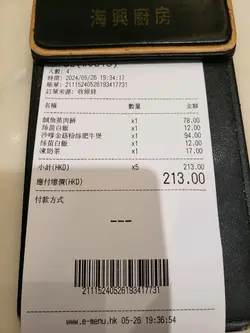 海興廚房
人數: 4
時間: 2024/05/26 19:34:17
賬單: 21115240526193417731
訂單來源: 收銀員
名稱 數量 金額
鹹魚蒸肉餅 x1 78.00
絲苗白飯 x1 12.00
沙嗲金菇粉絲肥牛煲 x1 94.00
絲苗白飯 x1 12.00
凍奶茶 x1 17.00
小計(HKD) x5 213.00
應付總價(HKD) 213.00
付款方式
---
21115240526193417731
www.e-menu.hk 05-26 19:36:54